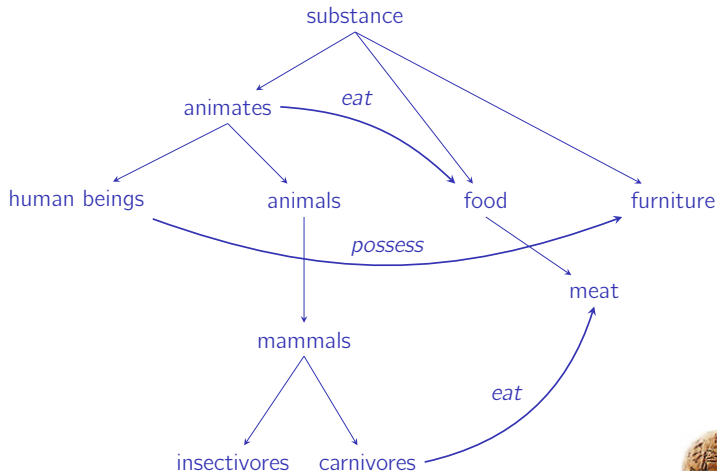 substance
animates
eat
human beings
animals
food
furniture
possess
meat
mammals
eat
insectivores
carnivores